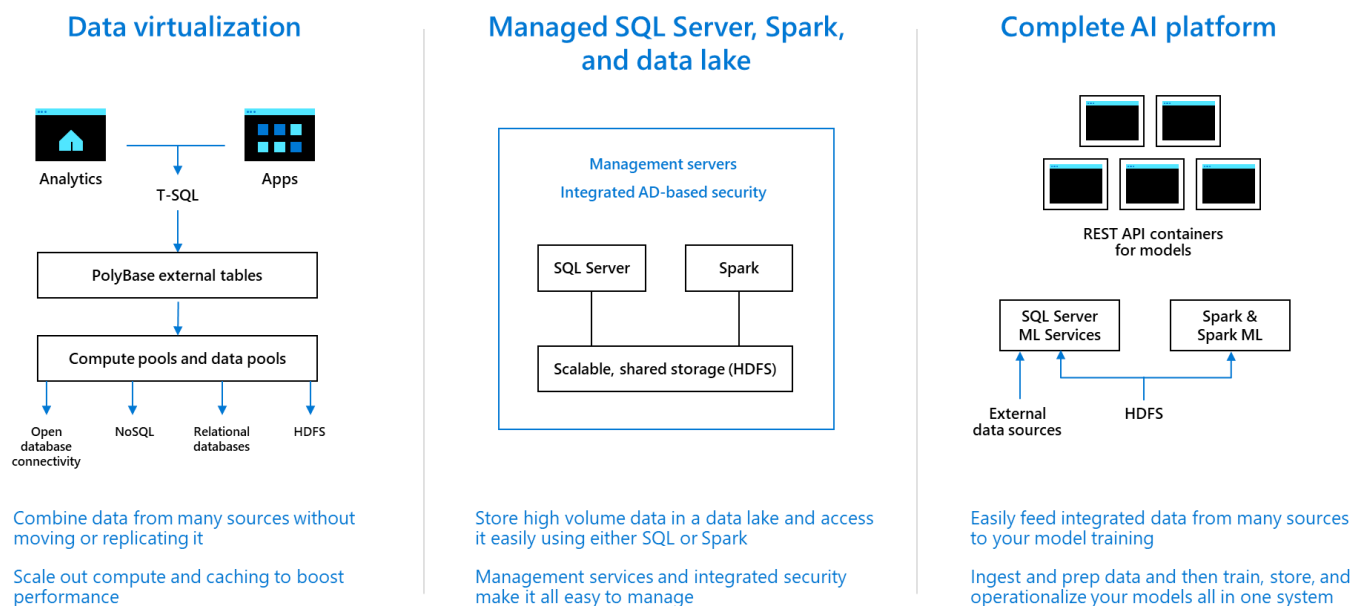 Data virtualization
Analytics
Apps
T-SQL
PolyBase external tables
Compute pools and data pools
Open
database
connectivity
NoSQL
Relational
databases
HDFS
Combine data from many sources without
moving or replicating it
Scale out compute and caching to boost
performance
Managed SQL Server, Spark,
and data lake
Management servers
Integrated AD-based security
SQL Server
Spark
Scalable, shared storage (HDFS)
Store high volume data in a data lake and access
it easily using either SQL or Spark
Management services and integrated security
make it all easy to manage
Complete AI platform
REST API containers
for models
SQL Server
ML Services
Spark &
Spark ML
External
data sources
HDFS
Easily feed integrated data from many sources
to your model training
Ingest and prep data and then train, store, and
operationalize your models all in one system